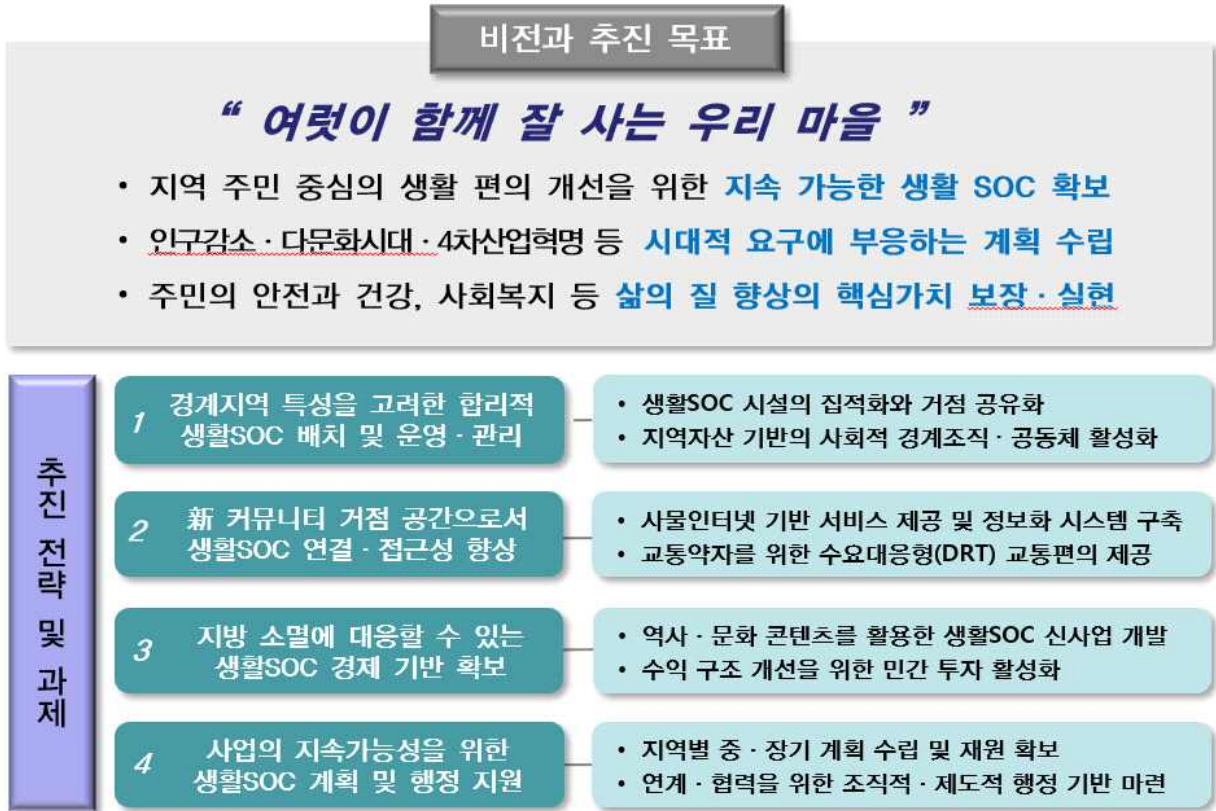 비전과 추진 목표
“ 여럿이 함께 잘 사는 우리 마을 ”
• 지역 주민 중심의 생활 편의 개선을 위한 지속 가능한 생활 SOC 확보
• 인구감소 · 다문화시대 · 4차산업혁명 등 시대적 요구에 부응하는 계획 수립
• 주민의 안전과 건강, 사회복지 등 삶의 질 향상의 핵심가치 보장 · 실현
추진 전략 및 과제
1 경계지역 특성을 고려한 합리적
생활SOC 배치 및 운영 · 관리
• 생활SOC 시설의 집적화와 거점 공유화
• 지역자산 기반의 사회적 경계조직 · 공동체 활성화
2 新 커뮤니티 거점 공간으로서
생활SOC 연결 · 접근성 향상
• 사물인터넷 기반 서비스 제공 및 정보화 시스템 구축
• 교통약자를 위한 수요대응형(DRT) 교통편의 제공
3 지방 소멸에 대응할 수 있는
생활SOC 경제 기반 확보
• 역사 · 문화 콘텐츠를 활용한 생활SOC 신사업 개발
• 수익 구조 개선을 위한 민간 투자 활성화
4 사업의 지속가능성을 위한
생활SOC 계획 및 행정 지원
• 지역별 중 · 장기 계획 수립 및 재원 확보
• 연계 · 협력을 위한 조직적 · 제도적 행정 기반 마련